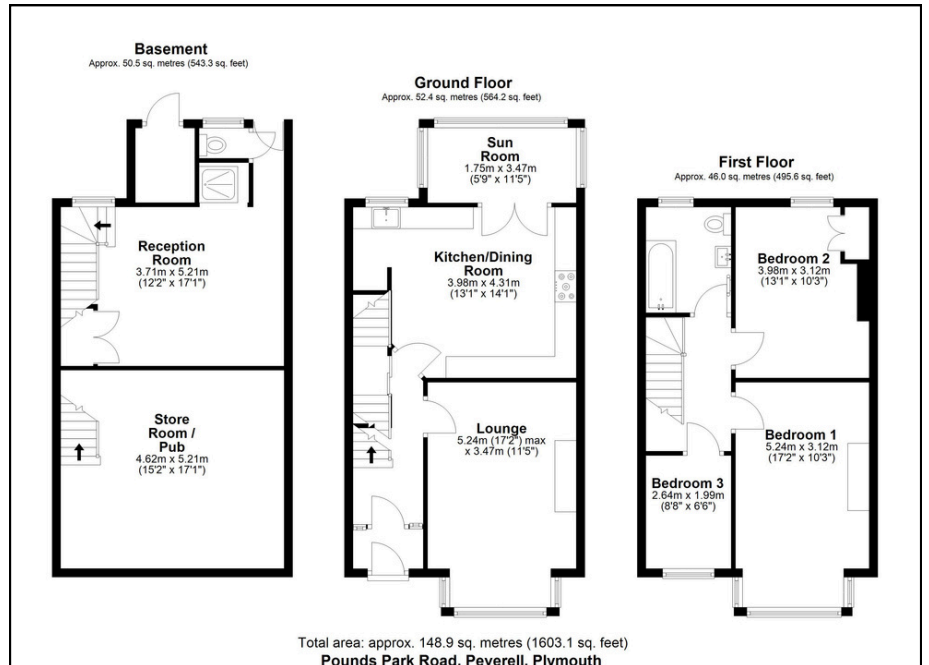 Basement
Approx. 50.5 sq. metres (543.3 sq. feet)
Reception
Room
3.71m x 5.21m
(12'2" x 17'1")
Store
Room /
Pub
4.62m x 5.21m
(15'2" x 17'1")
Ground Floor
Approx. 52.4 sq. metres (564.2 sq. feet)
Sun
Room
1.75m x 3.47m
(5'9" x 11'5")
Kitchen/Dining
Room
3.98m x 4.31m
(13'1" x 14'1")
Lounge
5.24m (17'2") max
x 3.47m (11'5")
First Floor
Approx. 46.0 sq. metres (495.6 sq. feet)
Bedroom 2
3.98m x 3.12m
(13'1" x 10'3")
Bedroom 1
5.24m x 3.12m
(17'2" x 10'3")
Bedroom 3
2.64m x 1.99m
(8'8" x 6'6")
Total area: approx. 148.9 sq. metres (1603.1 sq. feet)
Pounds Park Road, Peverell, Plymouth